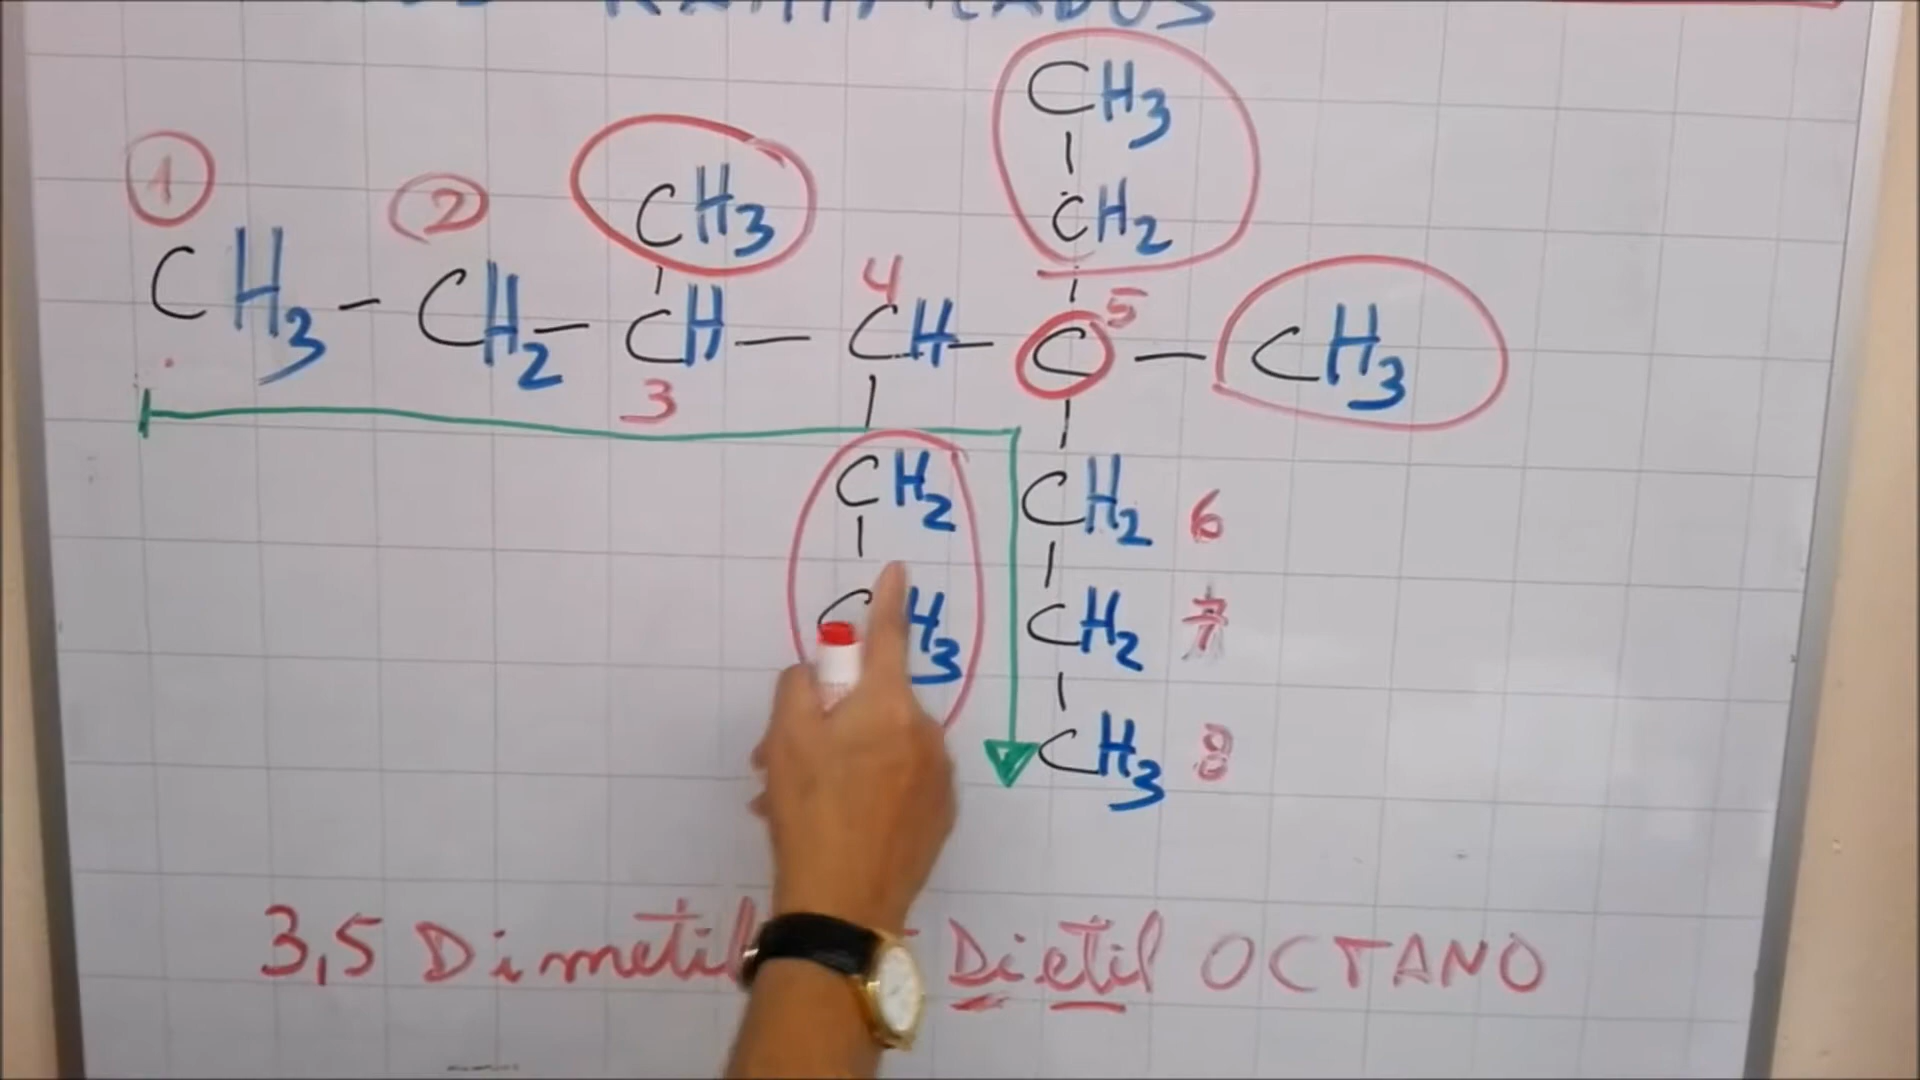 RAMIFICADOS
CH3
1 2 CH3 CH2
CH3 - CH2 - CH - CH - C - CH3
3 4 5
CH2 CH2 6
CH3 CH2 7
CH3 8
3,5 Dimetil Dietil OCTANO